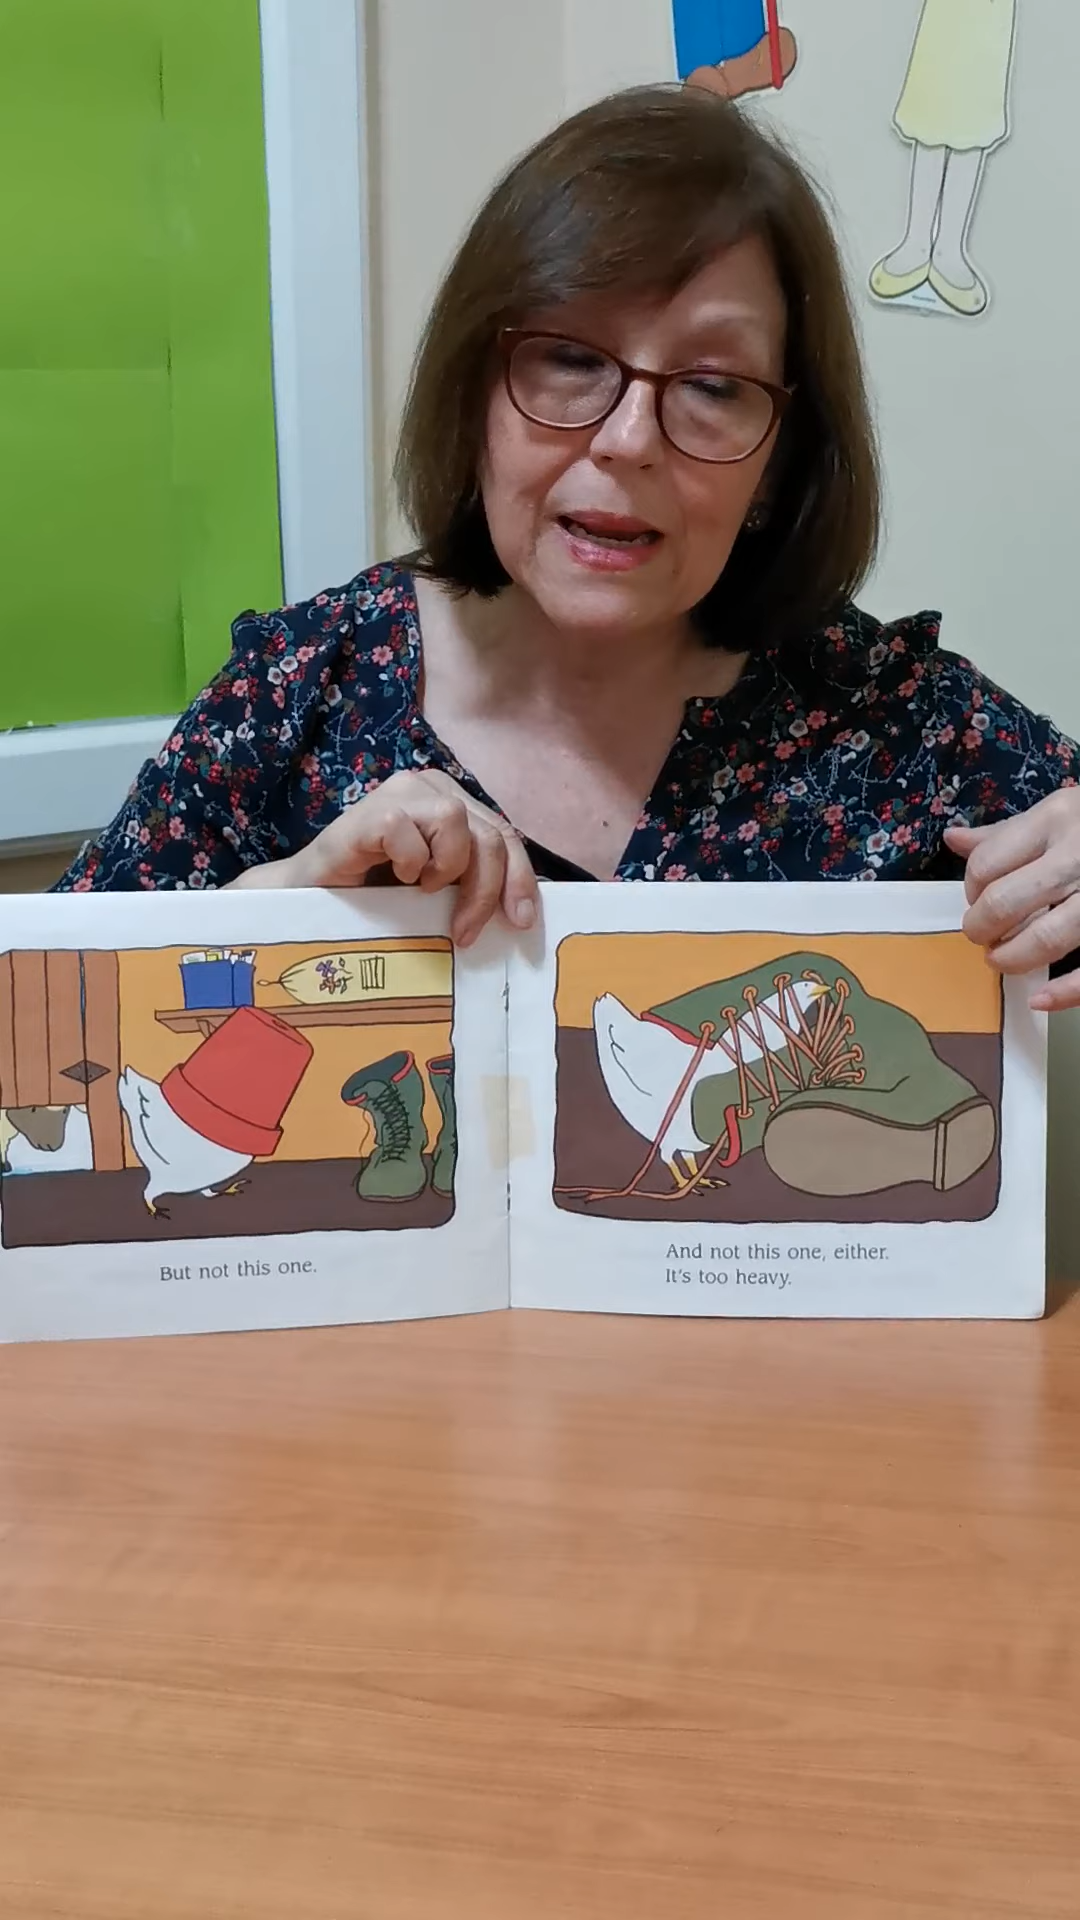 But not this one.
And not this one, either.
It's too heavy.